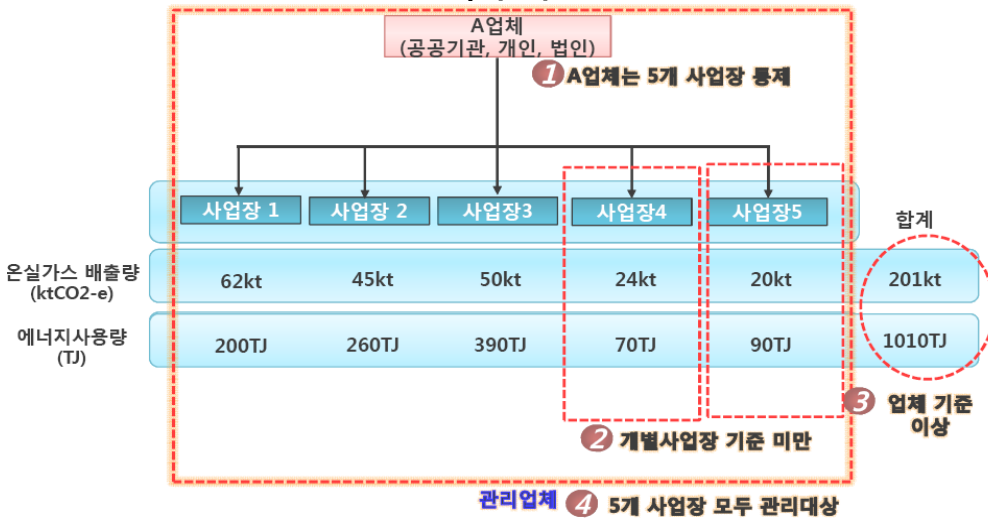 A업체
(공공기관, 개인, 법인)
1 A업체는 5개 사업장 통제
사업장 1
사업장 2
사업장3
사업장4
사업장5
합계
온실가스 배출량
(ktCO2-e)
62kt
45kt
50kt
24kt
20kt
201kt
에너지사용량
(TJ)
200TJ
260TJ
390TJ
70TJ
90TJ
1010TJ
3 업체 기준
이상
2 개별사업장 기준 미만
관리업체
4 5개 사업장 모두 관리대상